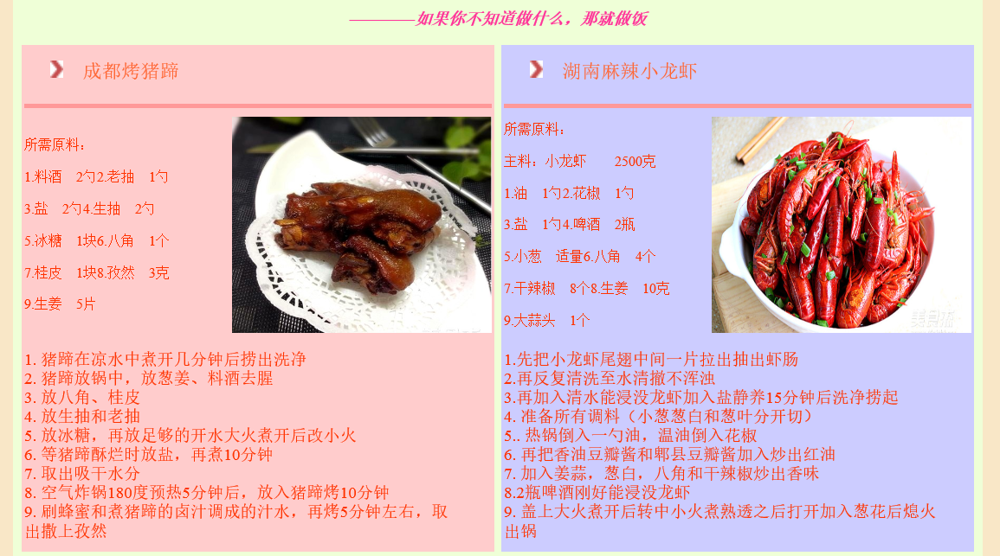 ————如果你不知道做什么，那就做饭
成都烤猪蹄
所需原料：
1.料酒　2勺2.老抽　1勺
3.盐　2勺4.生抽　2勺
5.冰糖　1块6.八角　1个
7.桂皮　1块8.孜然　3克
9.生姜　5片
1. 猪蹄在凉水中煮开几分钟后捞出洗净
2. 猪蹄放锅中，放葱姜、料酒去腥
3. 放八角、桂皮
4. 放生抽和老抽
5. 放冰糖，再放足够的开水大火煮开后改小火
6. 等猪蹄酥烂时放盐，再煮10分钟
7. 取出吸干水分
8. 空气炸锅180度预热5分钟后，放入猪蹄烤10分钟
9. 刷蜂蜜和煮猪蹄的卤汁调成的汁水，再烤5分钟左右，取
出撒上孜然
湖南麻辣小龙虾
所需原料：
主料：小龙虾　　2500克
1.油　1勺2.花椒　1勺
3.盐　1勺4.啤酒　2瓶
5.小葱　适量6.八角　4个
7.干辣椒　8个8.生姜　10克
9.大蒜头　1个
美食杰
1.先把小龙虾尾翅中间一片拉出抽出虾肠
2.再反复清洗至水清撤不浑浊
3.再加入清水能浸没龙虾加入盐静养15分钟后洗净捞起
4. 准备所有调料（小葱葱白和葱叶分开切）
5.. 热锅倒入一勺油，温油倒入花椒
6. 再把香油豆瓣酱和郫县豆瓣酱加入炒出红油
7. 加入姜蒜，葱白，八角和干辣椒炒出香味
8.2瓶啤酒刚好能浸没龙虾
9. 盖上大火煮开后转中小火煮熟透之后打开加入葱花后熄火
出锅